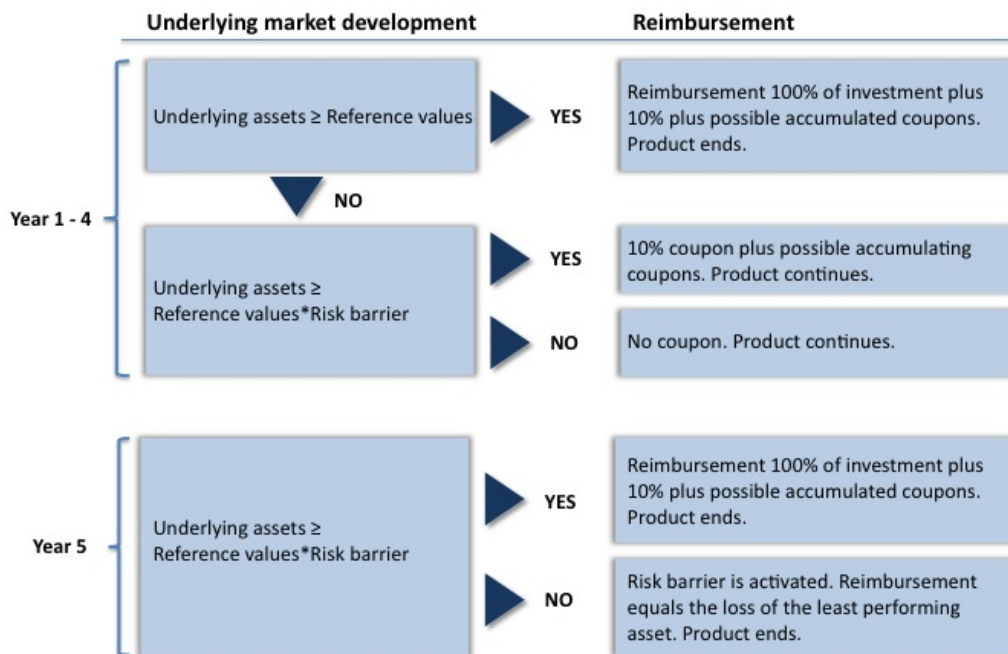 Underlying market development
Reimbursement
Year 1 - 4
Underlying assets ≥ Reference values
YES
Reimbursement 100% of investment plus
10% plus possible accumulated coupons.
Product ends.
NO
Underlying assets ≥
Reference values*Risk barrier
YES
10% coupon plus possible accumulating
coupons. Product continues.
NO
No coupon. Product continues.
Year 5
Underlying assets ≥
Reference values*Risk barrier
YES
Reimbursement 100% of investment plus
10% plus possible accumulated coupons.
Product ends.
NO
Risk barrier is activated. Reimbursement
equals the loss of the least performing
asset. Product ends.